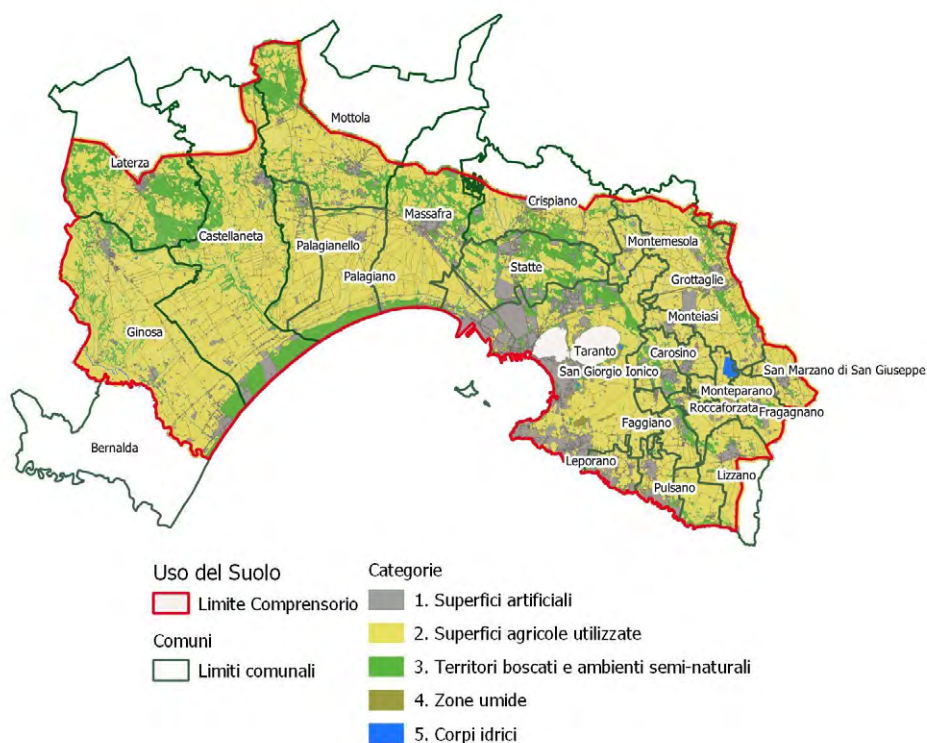 Mottola
Laterza
Crispiano
Massafra
Castellaneta
Montemesola
Palagianello
Statte
Grottaglie
Palagiano
Monteiasi
Ginosa
Taranto
Carosino
San Giorgio Ionico
San Marzano di San Giuseppe
Monteparano
Roccaforzata
Fragagnano
Faggiano
Bernalda
Leporano
Lizzano
Pulsano
Uso del Suolo
Limite Comprensorio
Comuni
Limiti comunali
Categorie
1. Superfici artificiali
2. Superfici agricole utilizzate
3. Territori boscati e ambienti semi-naturali
4. Zone umide
5. Corpi idrici